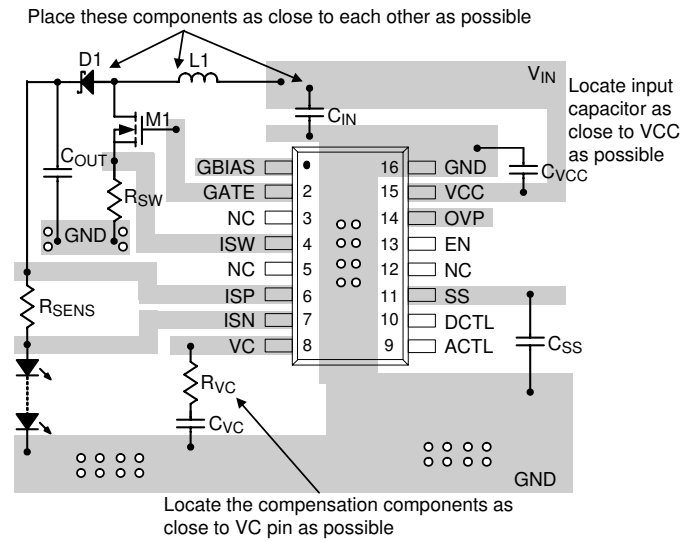 Place these components as close to each other as possible
D1
L1
VIN
CIN
Locate input
capacitor as
close to VCC
as possible
M1
COUT
RSW
CVCC
GBIAS 16 GND
GATE 2 15 VCC
NC 3 14 OVP
GND
ISW 4 13 EN
NC 5 12 NC
ISP 6 11 SS
RSENS
ISN 7 10 DCTL
VC 8 9 ACTL
CSS
RVC
CVC
GND
Locate the compensation components as
close to VC pin as possible